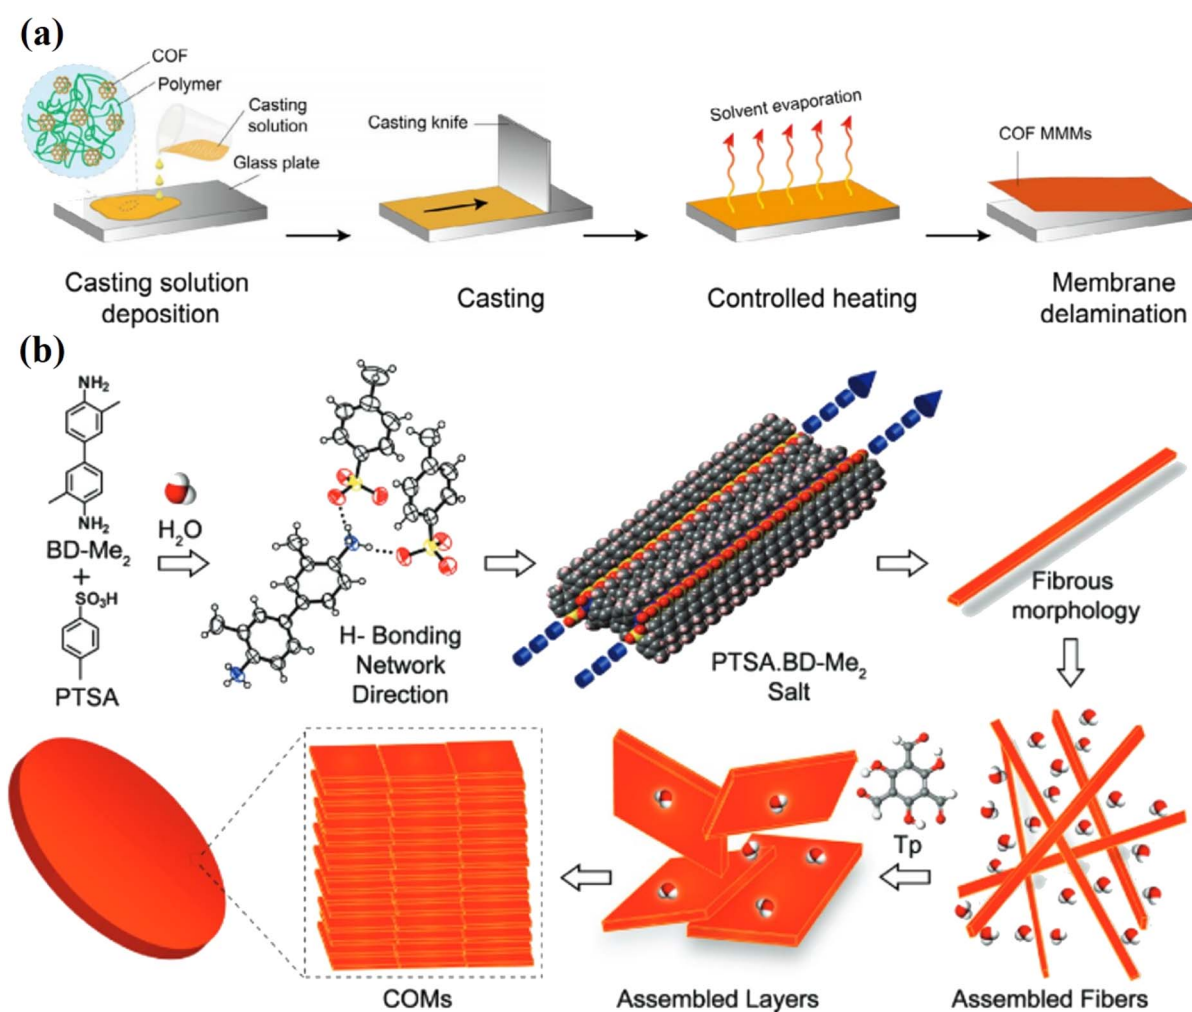 (a)
COF
Polymer
Casting
solution
Glass plate
Casting knife
Solvent evaporation
COF MMMs
Casting solution
deposition
Casting
Controlled heating
Membrane
delamination
(b)
NH₂
NH₂
BD-Me₂
+
SO₃H
PTSA
H₂O
H- Bonding
Network
Direction
PTSA.BD-Me₂
Salt
Fibrous
morphology
Tp
COMs
Assembled Layers
Assembled Fibers